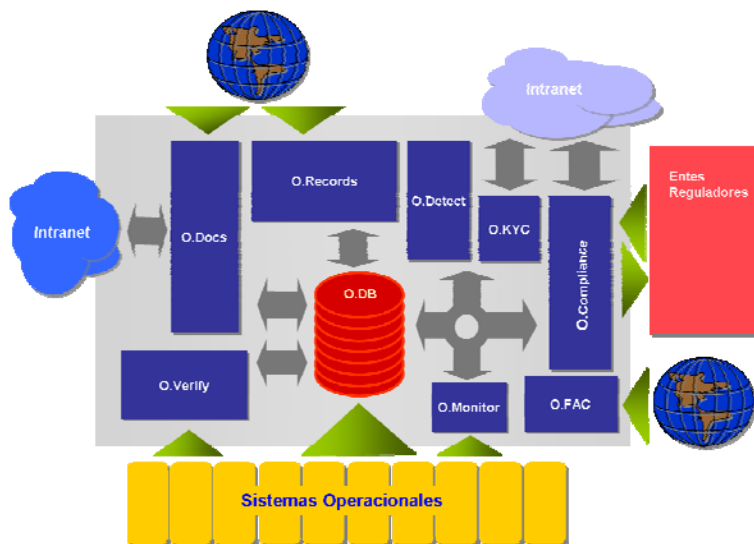 Intranet
Entes
Reguladores
O.Records
O.Detect
O.KYC
Intranet
O.Docs
O.Compliance
O.DB
O.Verify
O.Monitor
O.FAC
Sistemas Operacionales